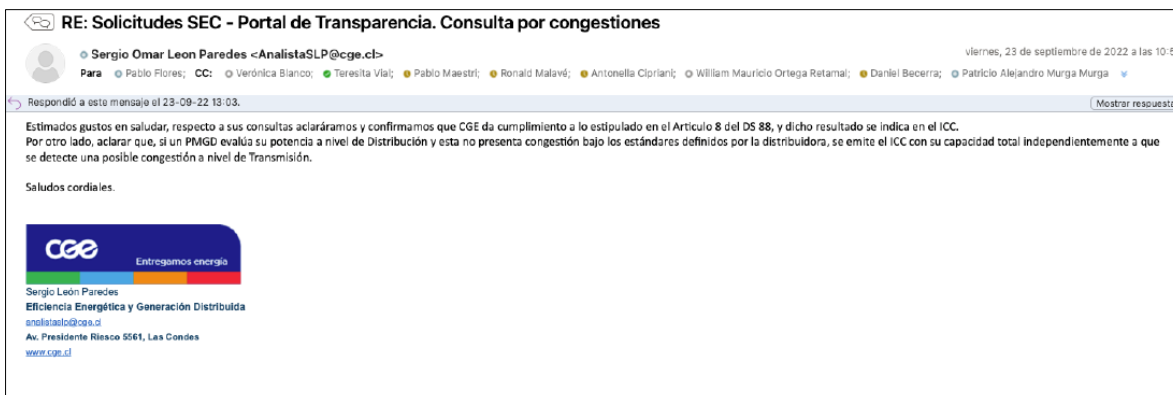 RE: Solicitudes SEC - Portal de Transparencia. Consulta por congestiones
Sergio Omar Leon Paredes <AnalistaSLP@cge.cl>
viernes, 23 de septiembre de 2022 a las 10:5
Para Pablo Flores; CC: Verónica Blanco; Teresita Vial; Pablo Maestri; Ronald Malavé; Antonella Cipriani; William Mauricio Ortega Retamal; Daniel Becerra; Patricio Alejandro Murga Murga
Respondió a este mensaje el 23-09-22 13:03.
Mostrar respuesta
Estimados gustos en saludar, respecto a sus consultas aclaráramos y confirmamos que CGE da cumplimiento a lo estipulado en el Articulo 8 del DS 88, y dicho resultado se indica en el ICC.
Por otro lado, aclarar que, si un PMGD evalúa su potencia a nivel de Distribución y esta no presenta congestión bajo los estándares definidos por la distribuidora, se emite el ICC con su capacidad total independientemente a que
se detecte una posible congestión a nivel de Transmisión.
Saludos cordiales.
cge
Entregamos energía
Sergio León Paredes
Eficiencia Energética y Generación Distribuida
analistaslp@cge.cl
Av. Presidente Riesco 5561, Las Condes
www.cge.cl